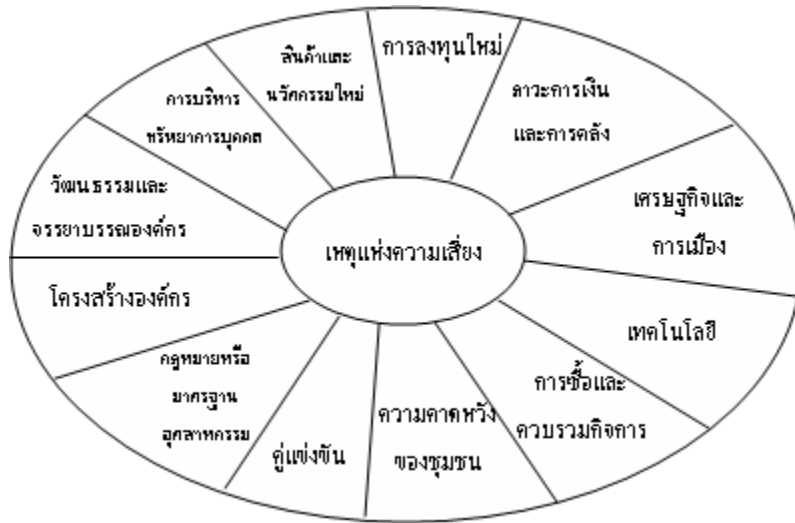 การลงทุนใหม่
ภาวะการเงิน
และการคลัง
เศรษฐกิจและ
การเมือง
เทคโนโลยี
การซื้อและ
ควบรวมกิจการ
ความคาดหวัง
ของชุมชน
คู่แข่งขัน
กฎหมายหรือ
มาตรฐาน
อุตสาหกรรม
โครงสร้างองค์กร
วัฒนธรรมและ
จรรยาบรรณองค์กร
การบริหาร
ทรัพยาการบุคคล
สินค้าและ
นวัตกรรมใหม่
เหตุแห่งความเสี่ยง